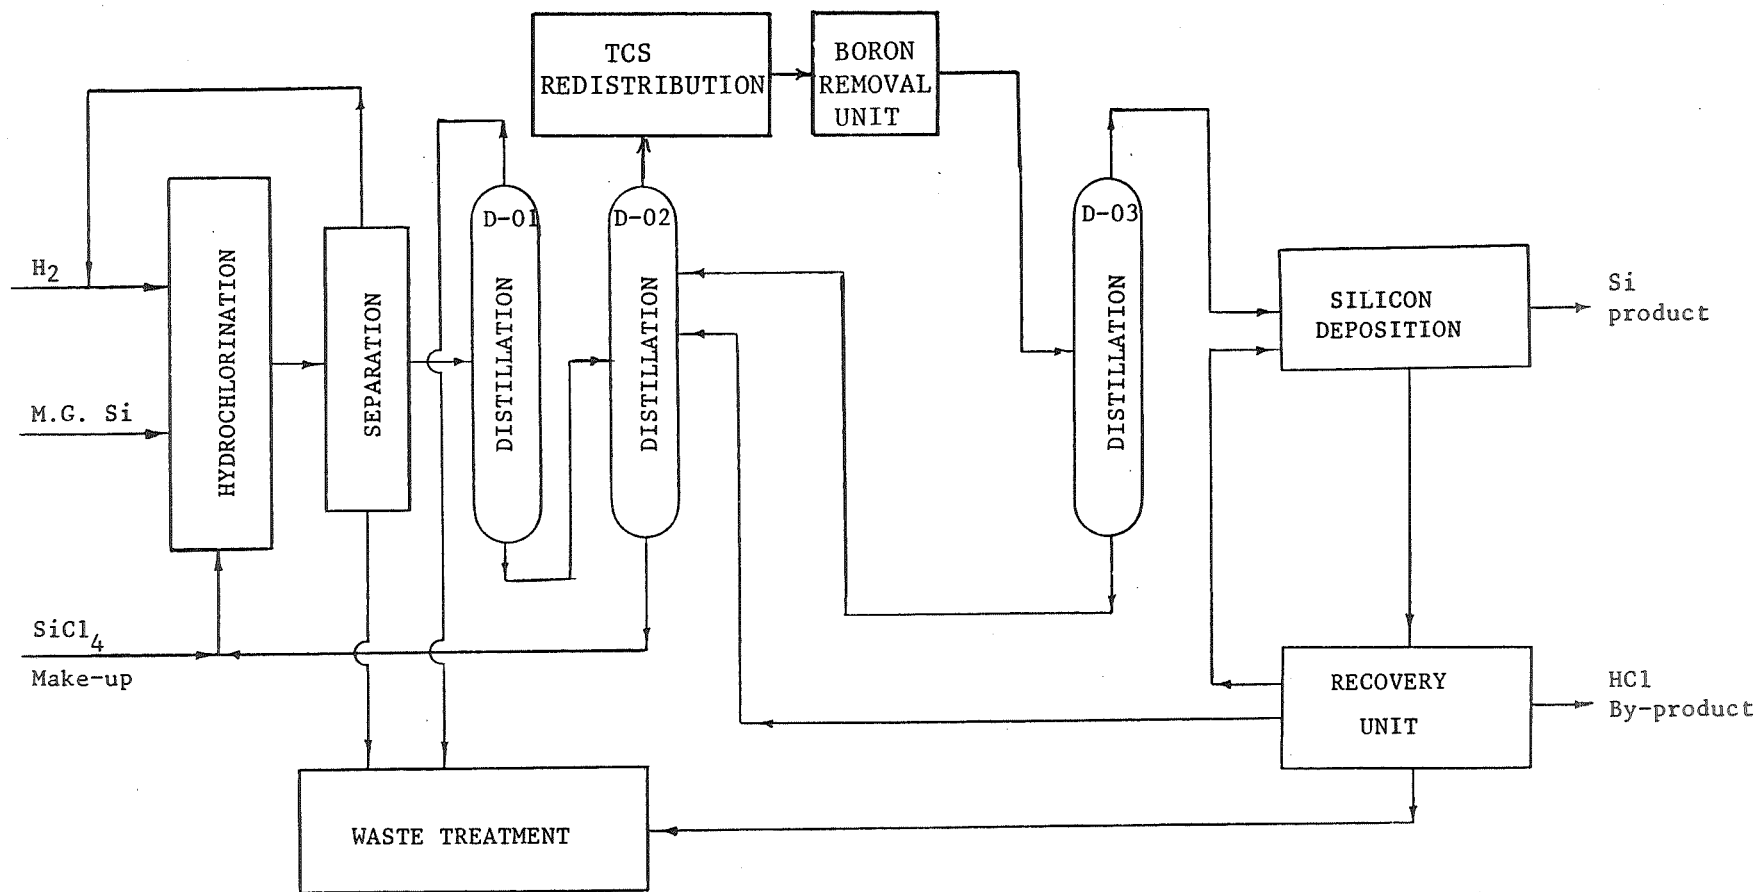 TCS
REDISTRIBUTION
BORON
REMOVAL
UNIT
D-01
D-02
D-03
H2
HYDROCHLORINATION
SEPARATION
DISTILLATION
DISTILLATION
DISTILLATION
SILICON
DEPOSITION
Si
product
M.G. Si
SiCl4
Make-up
RECOVERY
UNIT
HCl
By-product
WASTE TREATMENT